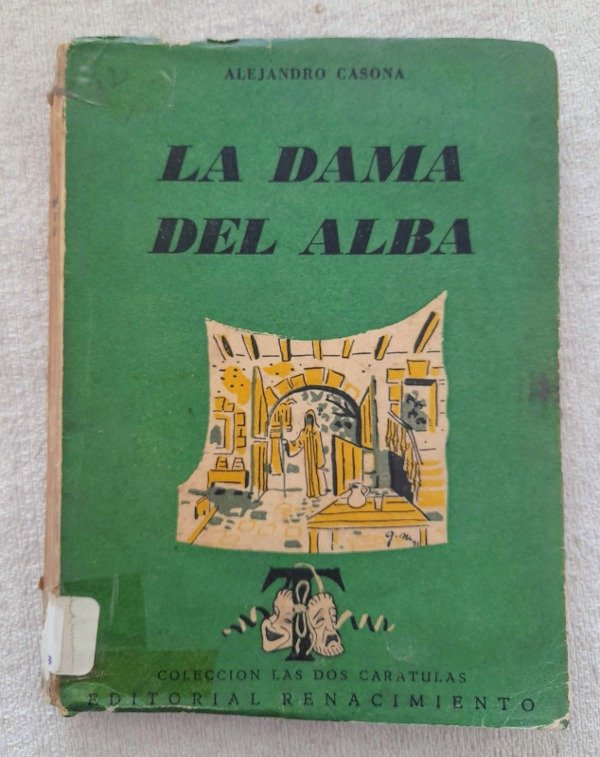 ALEJANDRO CASONA
LA DAMA
DEL ALBA
T
COLECCION LAS DOS CARATULAS
EDITORIAL RENACIMIENTO